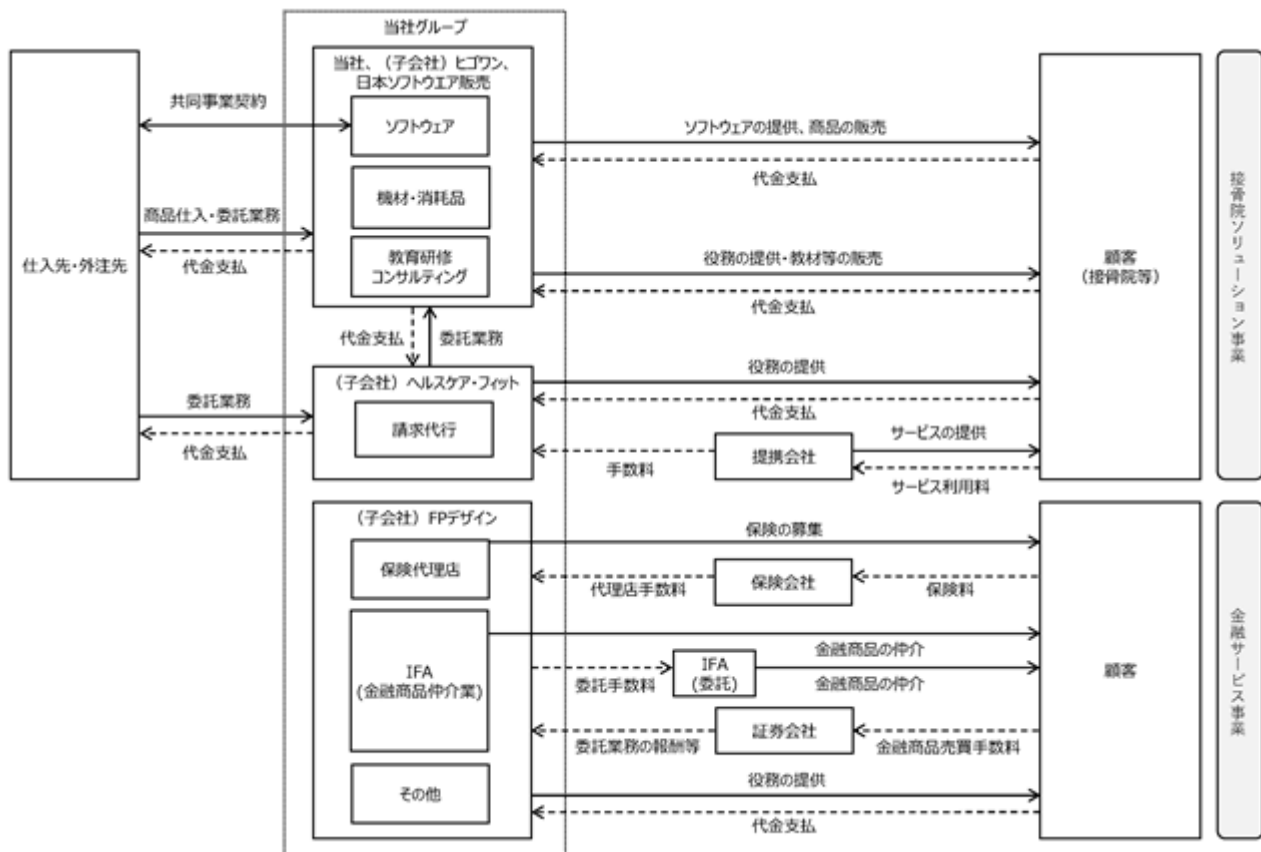 当社グループ
当社、（子会社）ヒゴワン、
日本ソフトウエア販売
共同事業契約
ソフトウェア
ソフトウェアの提供、商品の販売
代金支払
機材・消耗品
商品仕入・委託業務
代金支払
仕入先・外注先
教育研修
コンサルティング
役務の提供・教材等の販売
代金支払
顧客
（接骨院等）
接骨院ソリューション事業
代金支払
委託業務
（子会社）ヘルスケア・フィット
役務の提供
代金支払
委託業務
代金支払
請求代行
手数料
提携会社
サービスの提供
サービス利用料
（子会社）FPデザイン
保険代理店
保険の募集
代理店手数料
保険会社
保険料
IFA
(金融商品仲介業)
金融商品の仲介
委託手数料
IFA
(委託)
金融商品の仲介
委託業務の報酬等
証券会社
金融商品売買手数料
顧客
金融サービス事業
その他
役務の提供
代金支払